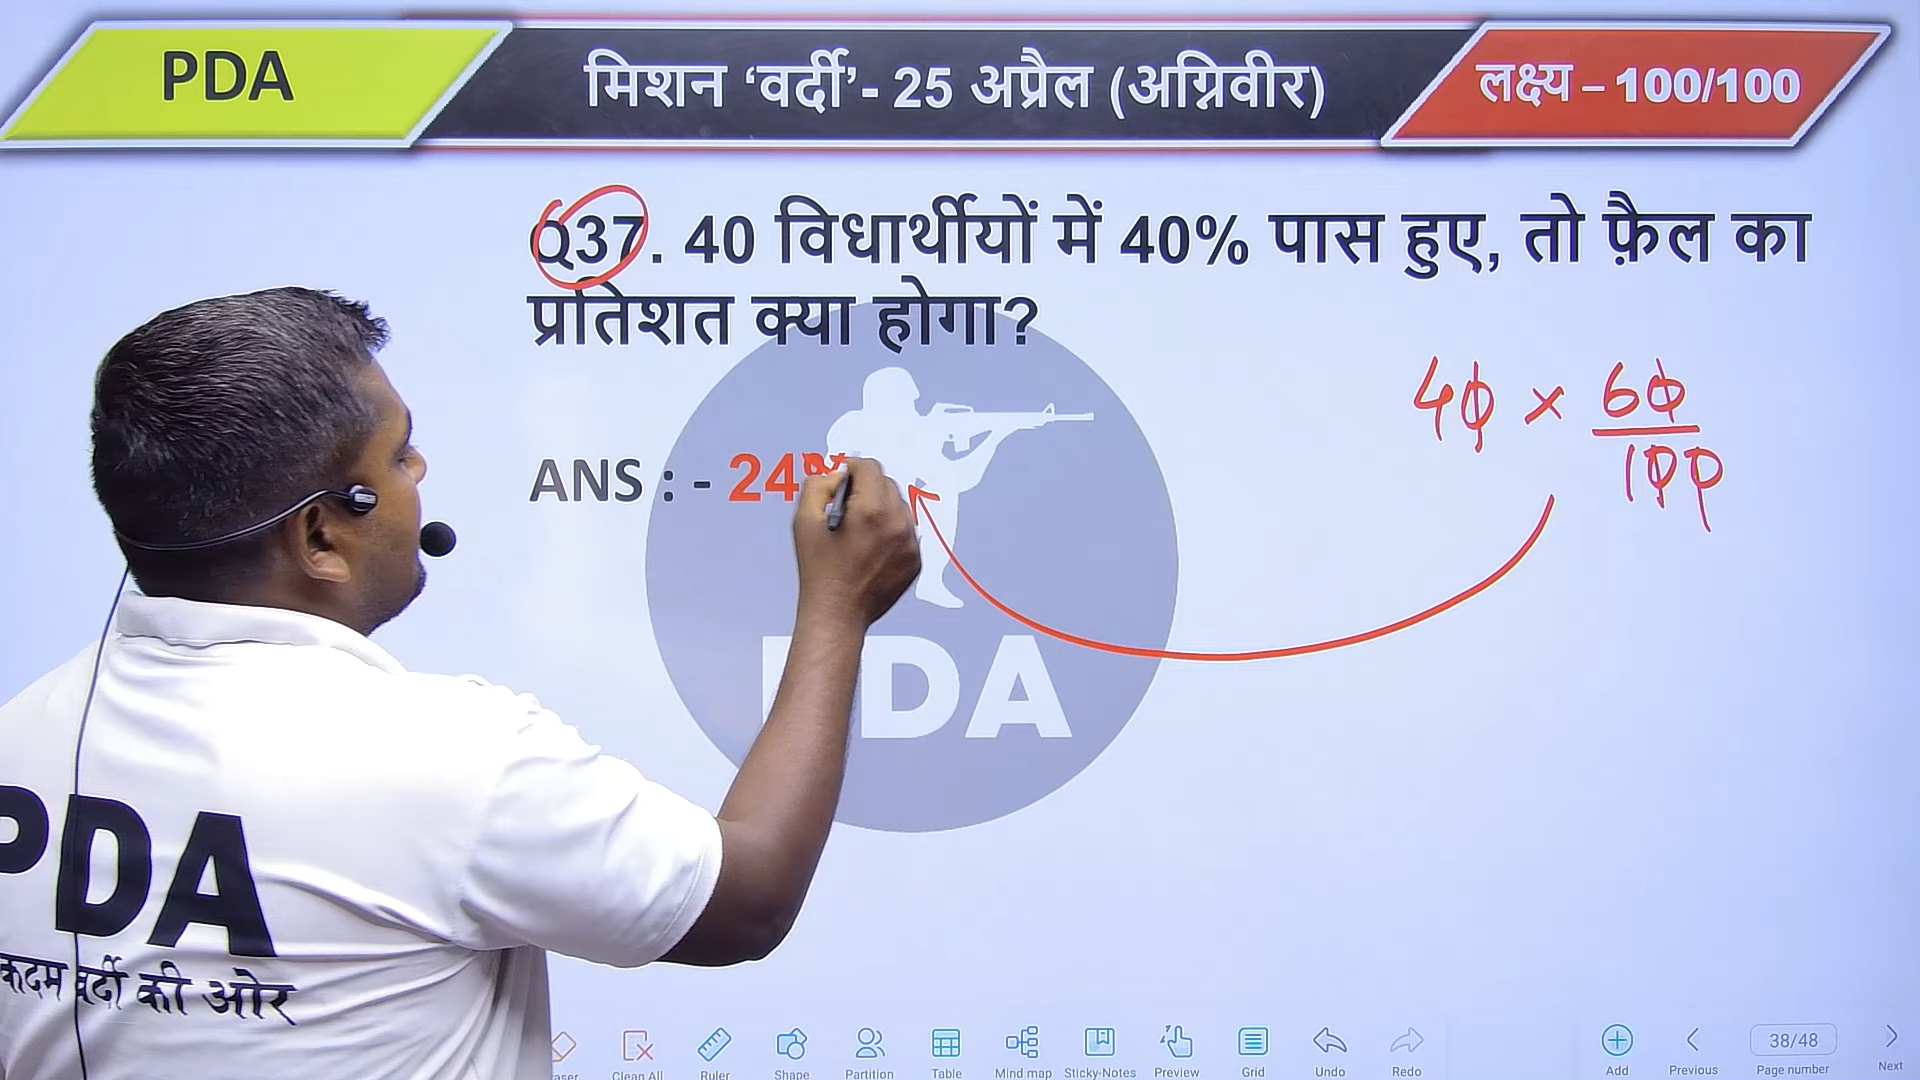 PDA
मिशन ‘वर्दी’- 25 अप्रैल (अग्निवीर)
लक्ष्य – 100/100
Q37. 40 विधार्थीयों में 40% पास हुए, तो फ़ैल का
प्रतिशत क्या होगा?
40 × 60
100
ANS : - 24
PDA
PDA
कदम वर्दी की ओर
Clean All
Ruler
Shape
Partition
Table
Mind map
Sticky-Notes
Preview
Grid
Undo
Redo
Add
Previous
38/48
Page number
Next